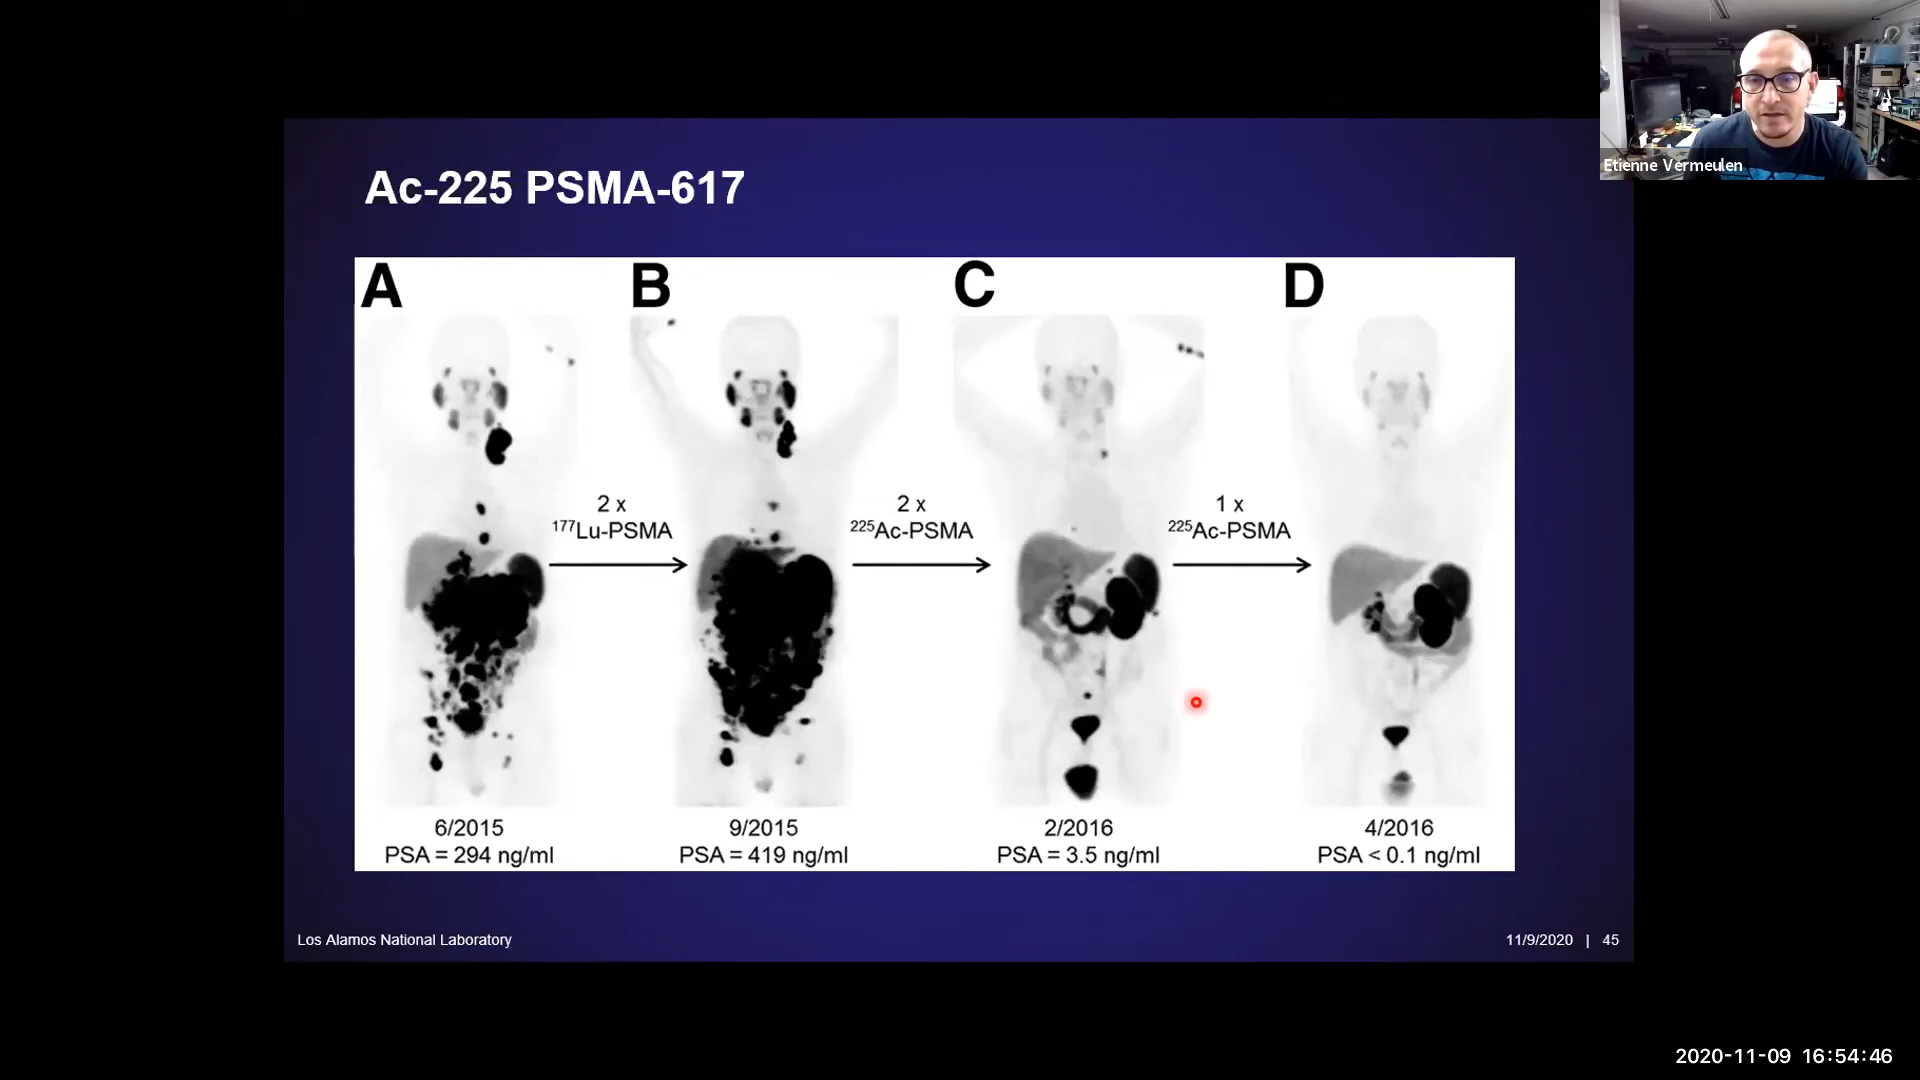 Etienne Vermeulen
Ac-225 PSMA-617
A
B
C
D
2 x
177Lu-PSMA
2 x
225Ac-PSMA
1 x
225Ac-PSMA
6/2015
PSA = 294 ng/ml
9/2015
PSA = 419 ng/ml
2/2016
PSA = 3.5 ng/ml
4/2016
PSA < 0.1 ng/ml
Los Alamos National Laboratory
11/9/2020 | 45
2020-11-09 16:54:46